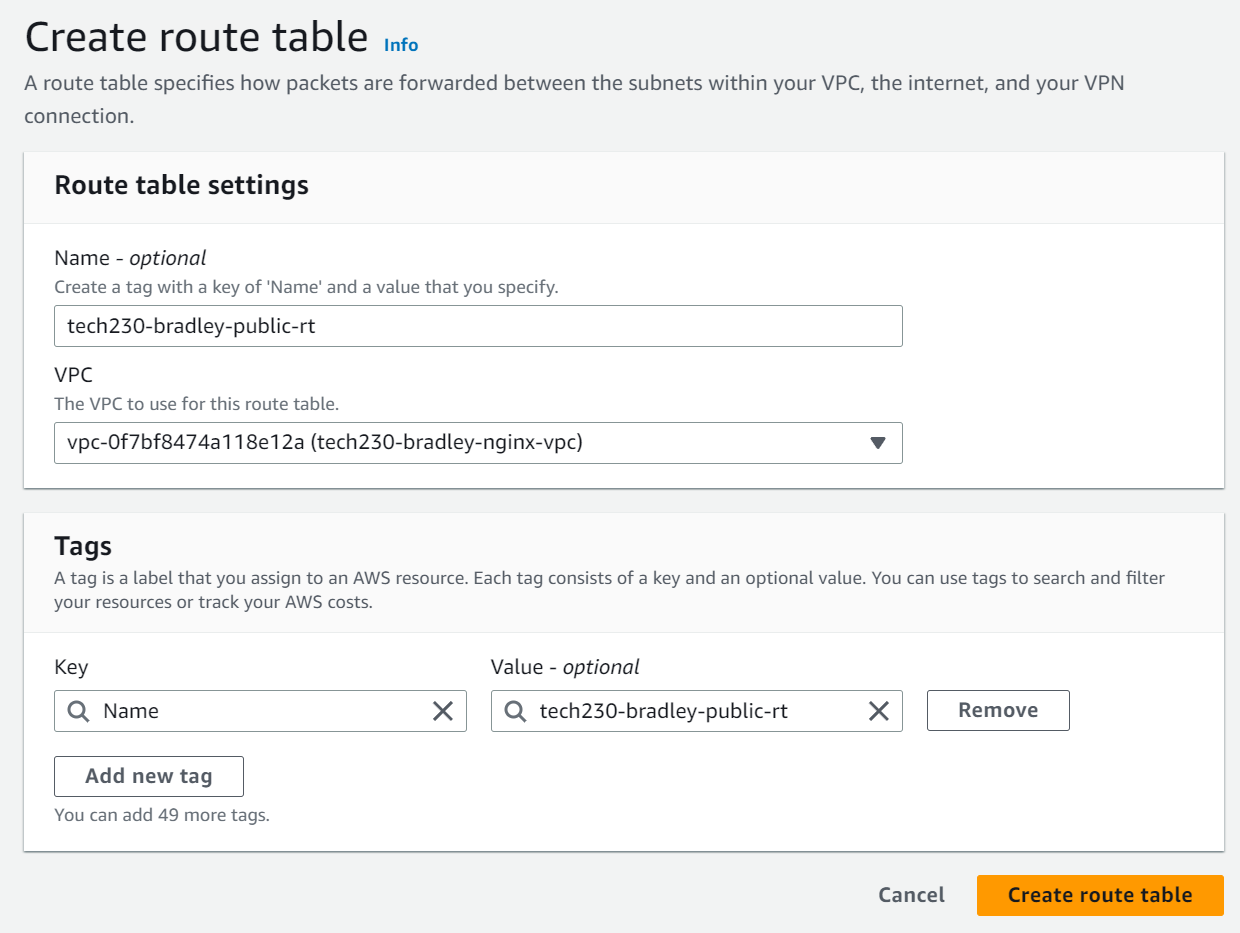 Create route table Info
A route table specifies how packets are forwarded between the subnets within your VPC, the internet, and your VPN
connection.
Route table settings
Name - optional
Create a tag with a key of 'Name' and a value that you specify.
tech230-bradley-public-rt
VPC
The VPC to use for this route table.
vpc-0f7bf8474a118e12a (tech230-bradley-nginx-vpc)
Tags
A tag is a label that you assign to an AWS resource. Each tag consists of a key and an optional value. You can use tags to search and filter
your resources or track your AWS costs.
Key Value - optional
Name tech230-bradley-public-rt Remove
Add new tag
You can add 49 more tags.
Cancel Create route table